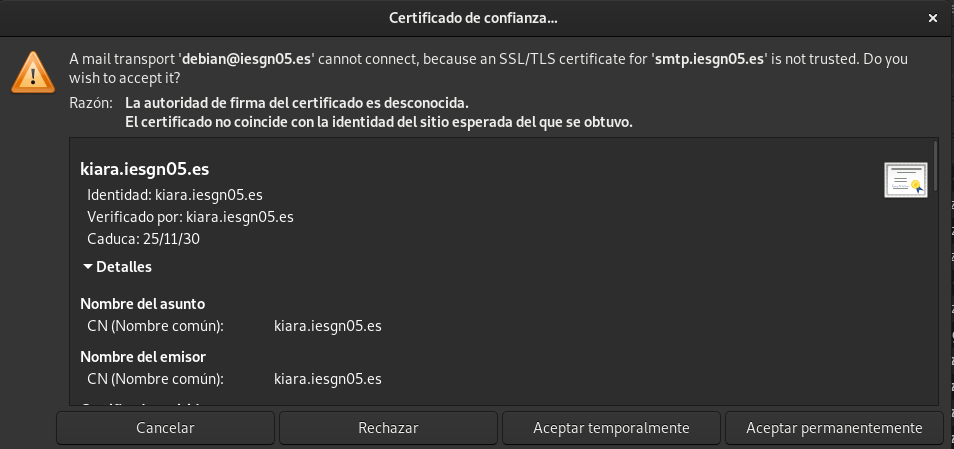 Certificado de confianza...
A mail transport 'debian@iesgn05.es' cannot connect, because an SSL/TLS certificate for 'smtp.iesgn05.es' is not trusted. Do you
wish to accept it?
Razón: La autoridad de firma del certificado es desconocida.
El certificado no coincide con la identidad del sitio esperada del que se obtuvo.
kiara.iesgn05.es
Identidad: kiara.iesgn05.es
Verificado por: kiara.iesgn05.es
Caduca: 25/11/30
Detalles
Nombre del asunto
CN (Nombre común): kiara.iesgn05.es
Nombre del emisor
CN (Nombre común): kiara.iesgn05.es
Cancelar
Rechazar
Aceptar temporalmente
Aceptar permanentemente